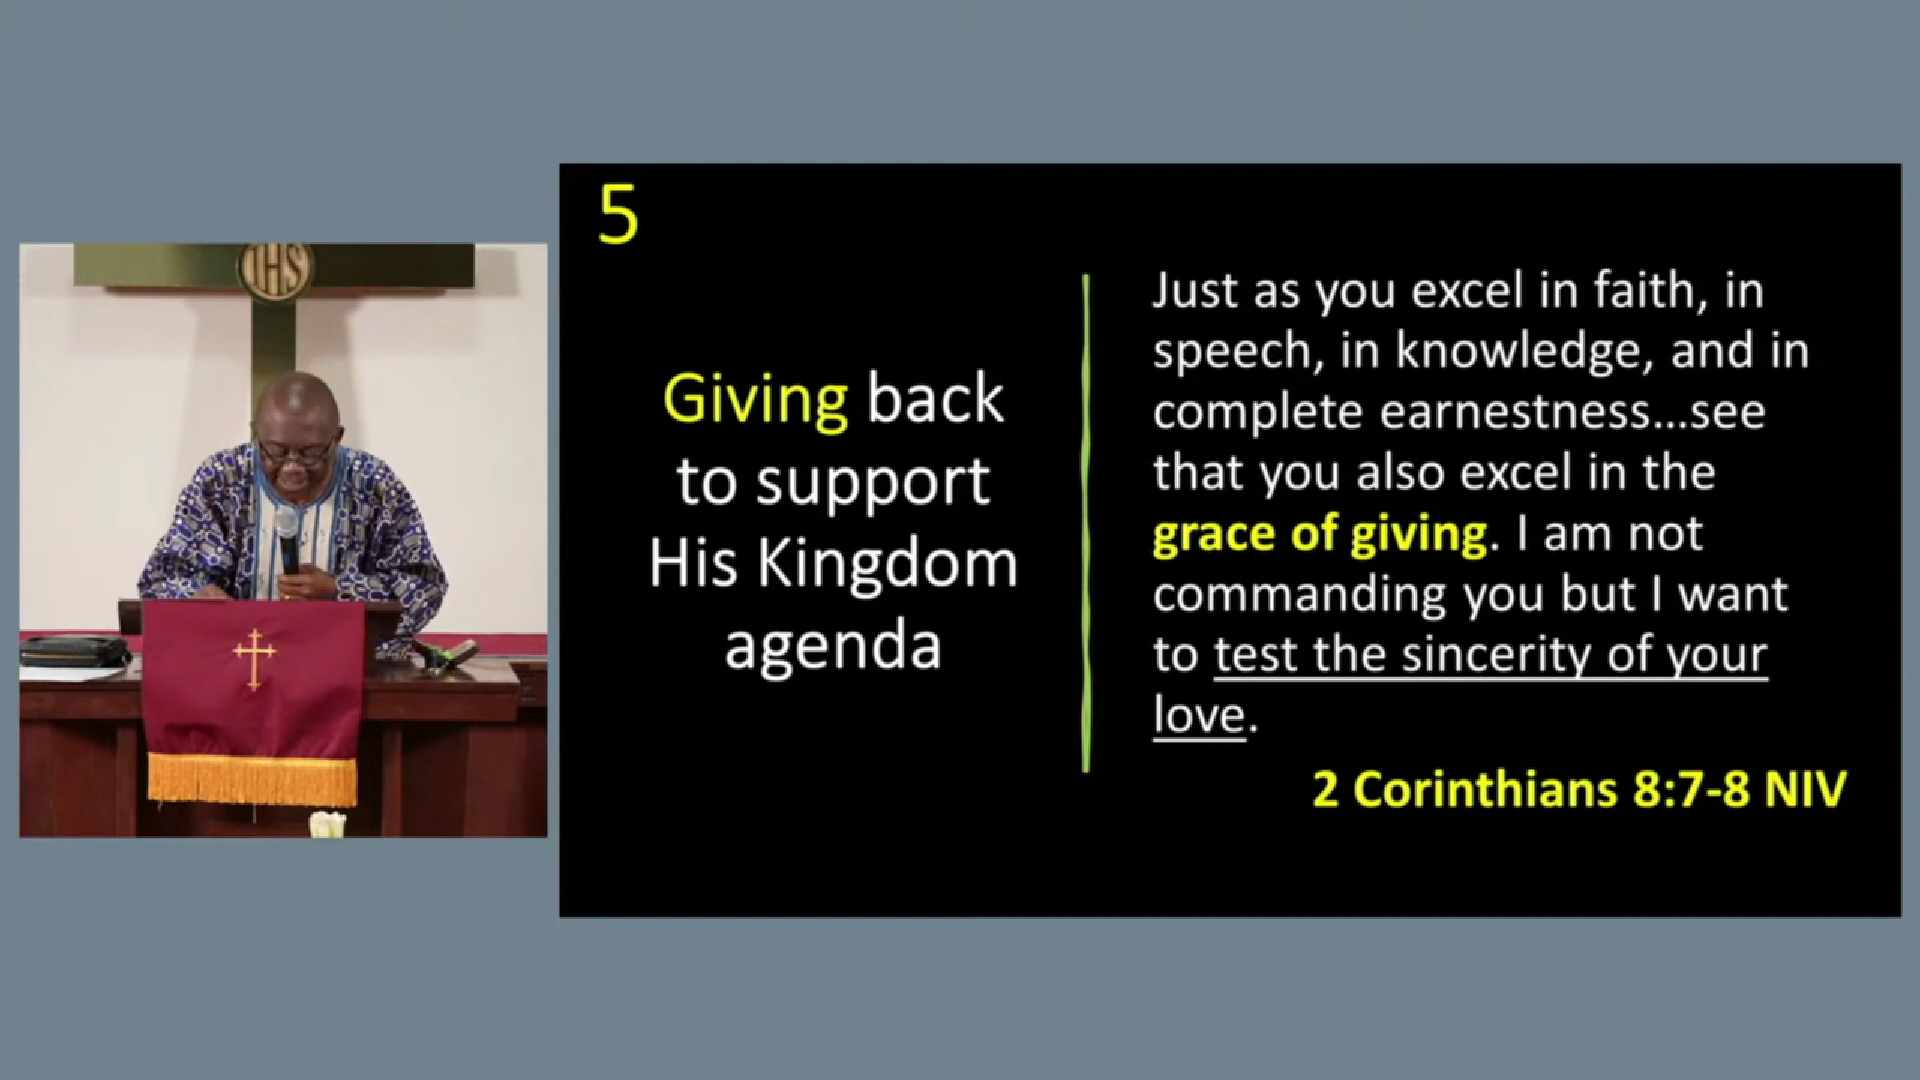 IHS
5
Giving back
to support
His Kingdom
agenda
Just as you excel in faith, in
speech, in knowledge, and in
complete earnestness...see
that you also excel in the
grace of giving. I am not
commanding you but I want
to test the sincerity of your
love.
2 Corinthians 8:7-8 NIV